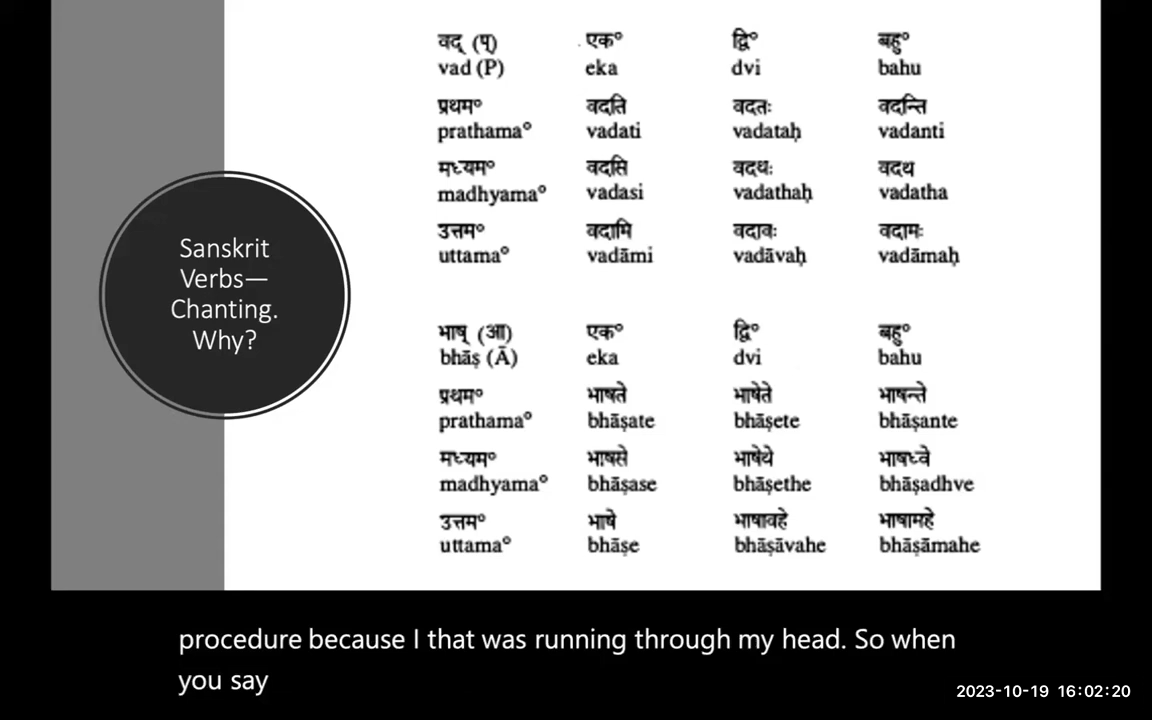 Sanskrit
Verbs—
Chanting.
Why?
वद् (प्) एक° द्वि° बहु°
vad (P) eka dvi bahu
प्रथम° वदति वदतः वदन्ति
prathama° vadati vadataḥ vadanti
मध्यम° वदसि वदथः वदथ
madhyama° vadasi vadathaḥ vadatha
उत्तम° वदामि वदावः वदामः
uttama° vadāmi vadāvaḥ vadāmaḥ
भाष् (आ) एक° द्वि° बहु°
bhāṣ (Ā) eka dvi bahu
प्रथम° भाषते भाषेते भाषन्ते
prathama° bhāṣate bhāṣete bhāṣante
मध्यम° भाषसे भाषेथे भाषध्वे
madhyama° bhāṣase bhāṣethe bhāṣadhve
उत्तम° भाषे भाषावहे भाषामहे
uttama° bhāṣe bhāṣāvahe bhāṣāmahe
procedure because I that was running through my head. So when
you say
2023-10-19 16:02:20